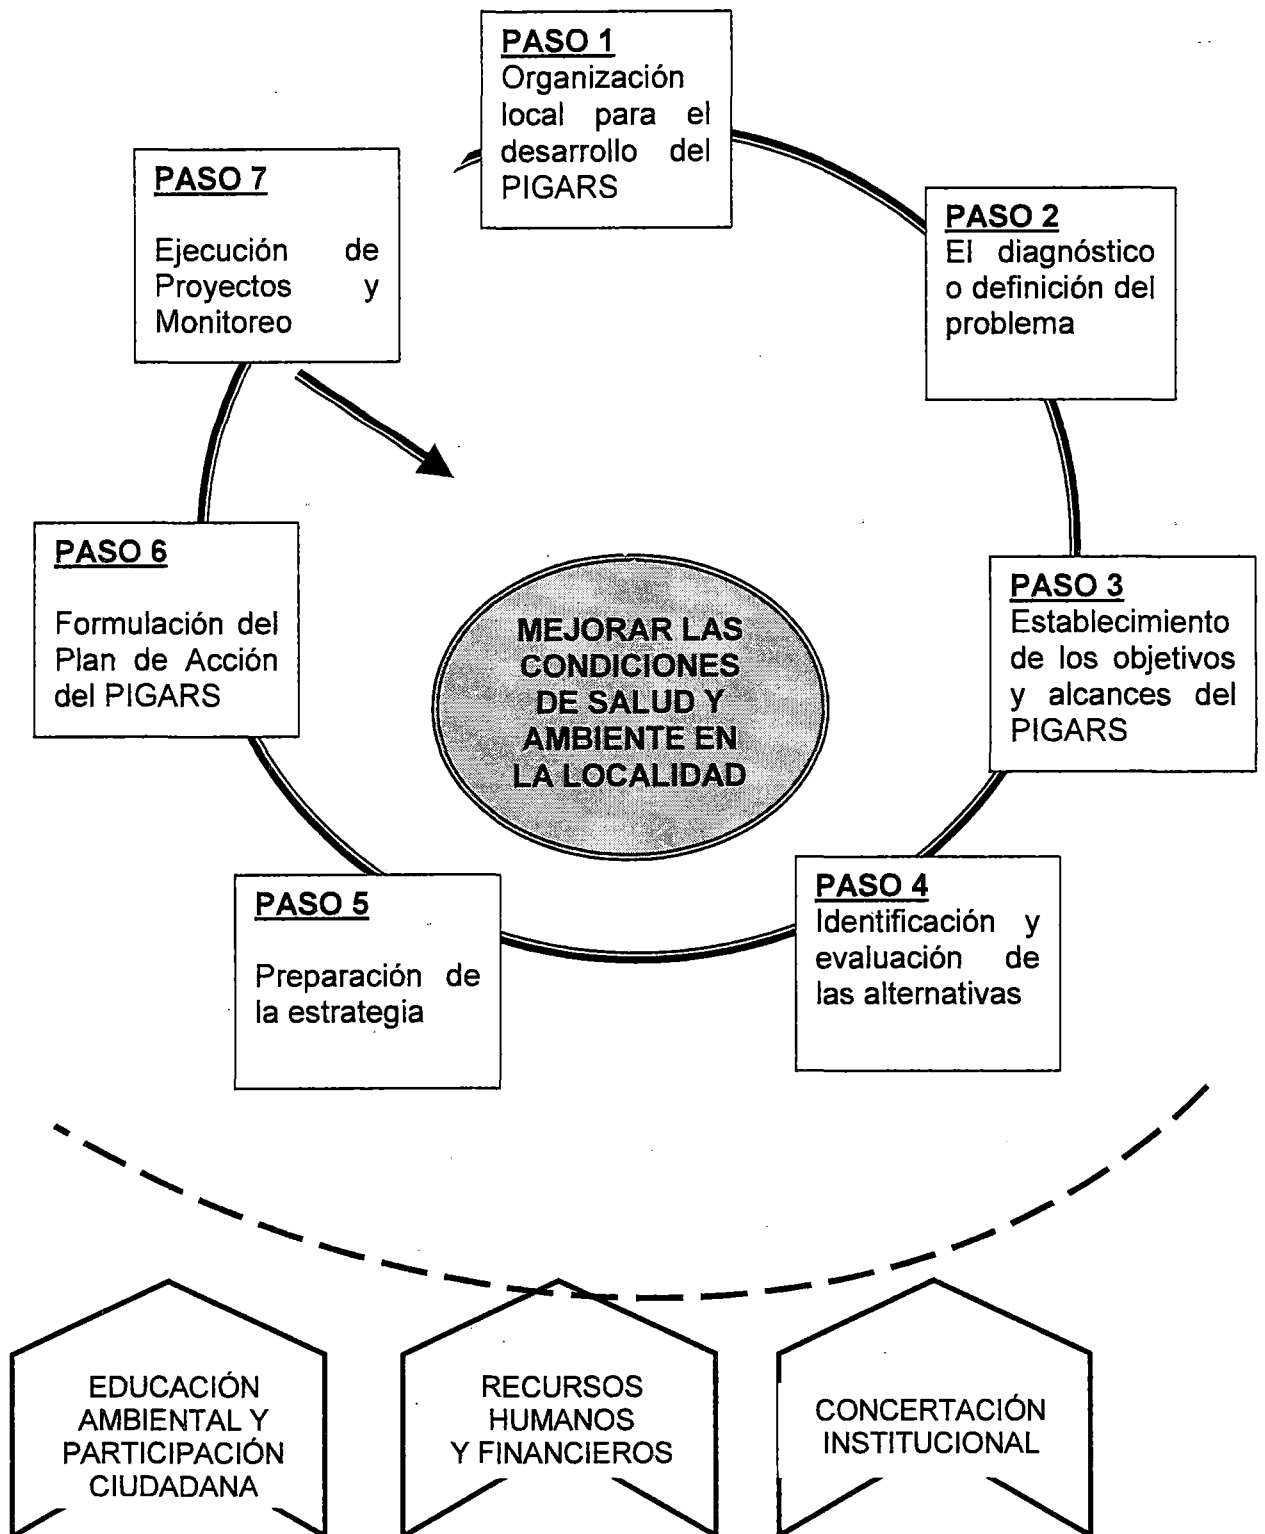 PASO 1
Organización
local para el
desarrollo del
PIGARS
PASO 2
El diagnóstico
o definición del
problema
PASO 3
Establecimiento
de los objetivos
y alcances del
PIGARS
PASO 4
Identificación y
evaluación de
las alternativas
PASO 5
Preparación de
la estrategia
PASO 6
Formulación del
Plan de Acción
del PIGARS
PASO 7
Ejecución de
Proyectos y
Monitoreo
MEJORAR LAS
CONDICIONES
DE SALUD Y
AMBIENTE EN
LA LOCALIDAD
EDUCACIÓN
AMBIENTAL Y
PARTICIPACIÓN
CIUDADANA
RECURSOS
HUMANOS
Y FINANCIEROS
CONCERTACIÓN
INSTITUCIONAL